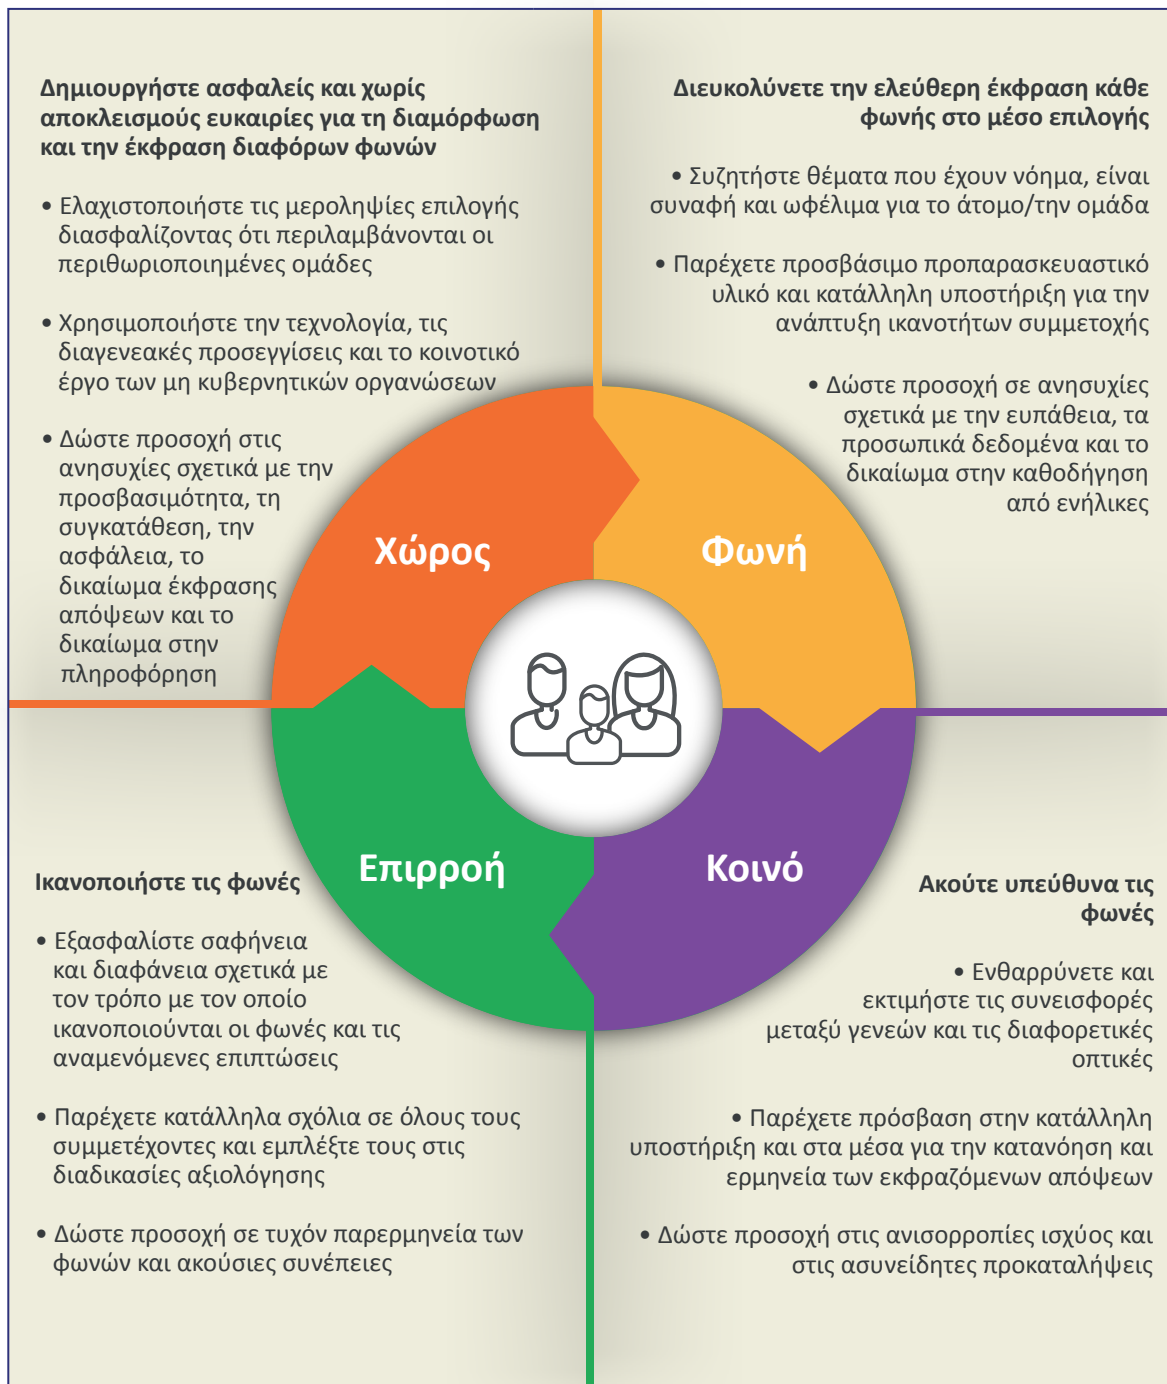 Δημιουργήστε ασφαλείς και χωρίς
αποκλεισμούς ευκαιρίες για τη διαμόρφωση
και την έκφραση διαφόρων φωνών
• Ελαχιστοποιήστε τις μεροληψίες επιλογής
διασφαλίζοντας ότι περιλαμβάνονται οι
περιθωριοποιημένες ομάδες
• Χρησιμοποιήστε την τεχνολογία, τις
διαγενεακές προσεγγίσεις και το κοινοτικό
έργο των μη κυβερνητικών οργανώσεων
• Δώστε προσοχή στις
ανησυχίες σχετικά με την
προσβασιμότητα, τη
συγκατάθεση, την
ασφάλεια, το
δικαίωμα έκφρασης
απόψεων και το
δικαίωμα στην
πληροφόρηση
Διευκολύνετε την ελεύθερη έκφραση κάθε
φωνής στο μέσο επιλογής
• Συζητήστε θέματα που έχουν νόημα, είναι
συναφή και ωφέλιμα για το άτομο/την ομάδα
• Παρέχετε προσβάσιμο προπαρασκευαστικό
υλικό και κατάλληλη υποστήριξη για την
ανάπτυξη ικανοτήτων συμμετοχής
• Δώστε προσοχή σε ανησυχίες
σχετικά με την ευπάθεια, τα
προσωπικά δεδομένα και το
δικαίωμα στην καθοδήγηση
από ενήλικες
Χώρος
Φωνή
Επιρροή
Κοινό
Ικανοποιήστε τις φωνές
• Εξασφαλίστε σαφήνεια
και διαφάνεια σχετικά με
τον τρόπο με τον οποίο
ικανοποιούνται οι φωνές και τις
αναμενόμενες επιπτώσεις
• Παρέχετε κατάλληλα σχόλια σε όλους τους
συμμετέχοντες και εμπλέξτε τους στις
διαδικασίες αξιολόγησης
• Δώστε προσοχή σε τυχόν παρερμηνεία των
φωνών και ακούσιες συνέπειες
Ακούτε υπεύθυνα τις
φωνές
• Ενθαρρύνετε και
εκτιμήστε τις συνεισφορές
μεταξύ γενεών και τις διαφορετικές
οπτικές
• Παρέχετε πρόσβαση στην κατάλληλη
υποστήριξη και στα μέσα για την κατανόηση και
ερμηνεία των εκφραζόμενων απόψεων
• Δώστε προσοχή στις ανισορροπίες ισχύος και
στις ασυνείδητες προκαταλήψεις